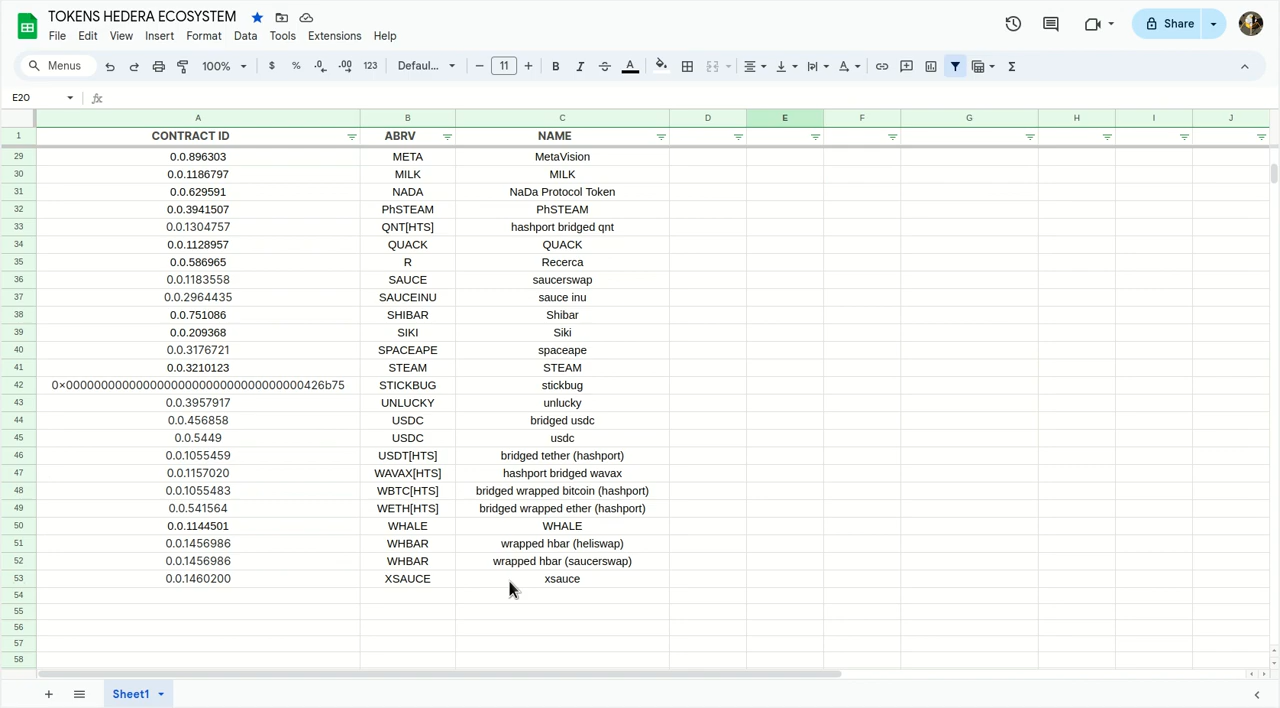 TOKENS HEDERA ECOSYSTEM
File Edit View Insert Format Data Tools Extensions Help
Share
Menus 100% $ % .0 .00 123 Defaul... − 11 + B I A A Σ
E20 fx
A B C D E F G H I J
1 CONTRACT ID ABRV NAME
29 0.0.896303 META MetaVision
30 0.0.1186797 MILK MILK
31 0.0.629591 NADA NaDa Protocol Token
32 0.0.3941507 PhSTEAM PhSTEAM
33 0.0.1304757 QNT[HTS] hashport bridged qnt
34 0.0.1128957 QUACK QUACK
35 0.0.586965 R Recerca
36 0.0.1183558 SAUCE saucerswap
37 0.0.2964435 SAUCEINU sauce inu
38 0.0.751086 SHIBAR Shibar
39 0.0.209368 SIKI Siki
40 0.0.3176721 SPACEAPE spaceape
41 0.0.3210123 STEAM STEAM
42 0×0000000000000000000000000000000000426b75 STICKBUG stickbug
43 0.0.3957917 UNLUCKY unlucky
44 0.0.456858 USDC bridged usdc
45 0.0.5449 USDC usdc
46 0.0.1055459 USDT[HTS] bridged tether (hashport)
47 0.0.1157020 WAVAX[HTS] hashport bridged wavax
48 0.0.1055483 WBTC[HTS] bridged wrapped bitcoin (hashport)
49 0.0.541564 WETH[HTS] bridged wrapped ether (hashport)
50 0.0.1144501 WHALE WHALE
51 0.0.1456986 WHBAR wrapped hbar (heliswap)
52 0.0.1456986 WHBAR wrapped hbar (saucerswap)
53 0.0.1460200 XSAUCE xsauce
54
55
56
57
58
Sheet1